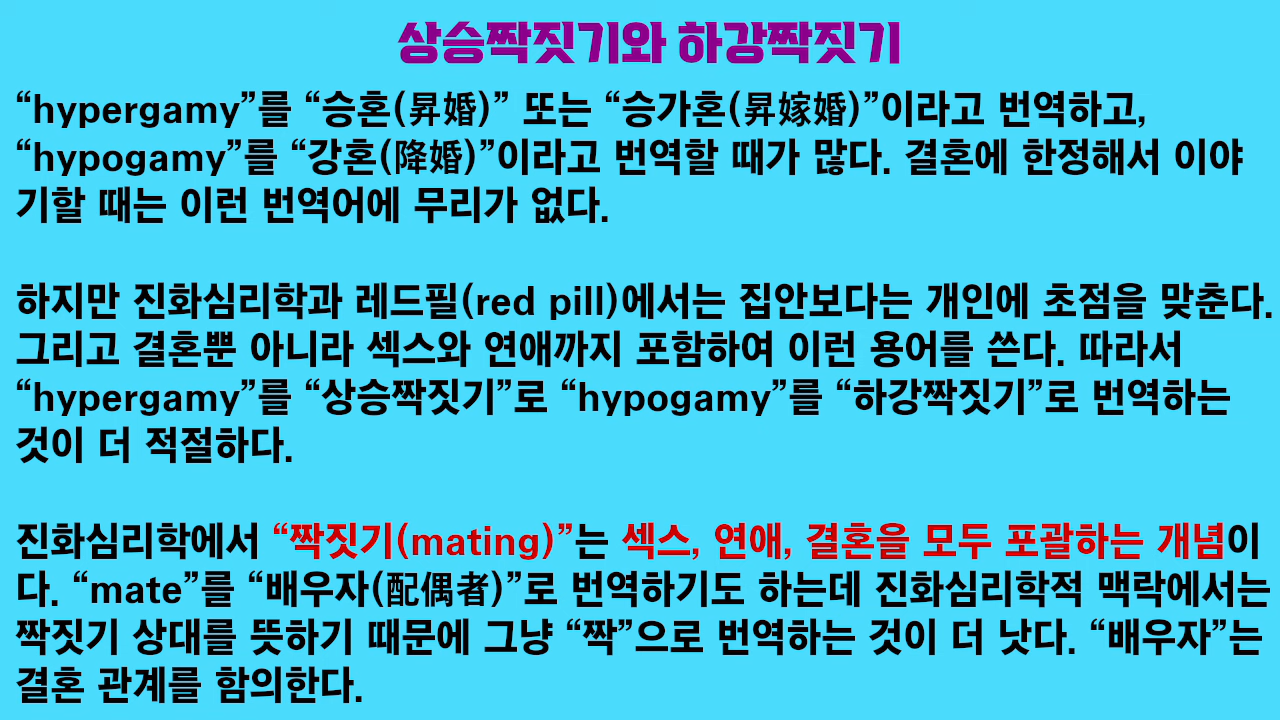 상승짝짓기와 하강짝짓기
“hypergamy”를 “승혼(昇婚)” 또는 “승가혼(昇嫁婚)”이라고 번역하고,
“hypogamy”를 “강혼(降婚)”이라고 번역할 때가 많다. 결혼에 한정해서 이야
기할 때는 이런 번역어에 무리가 없다.
하지만 진화심리학과 레드필(red pill)에서는 집안보다는 개인에 초점을 맞춘다.
그리고 결혼뿐 아니라 섹스와 연애까지 포함하여 이런 용어를 쓴다. 따라서
“hypergamy”를 “상승짝짓기”로 “hypogamy”를 “하강짝짓기”로 번역하는
것이 더 적절하다.
진화심리학에서 “짝짓기(mating)”는 섹스, 연애, 결혼을 모두 포괄하는 개념이
다. “mate”를 “배우자(配偶者)”로 번역하기도 하는데 진화심리학적 맥락에서는
짝짓기 상대를 뜻하기 때문에 그냥 “짝”으로 번역하는 것이 더 낫다. “배우자”는
결혼 관계를 함의한다.